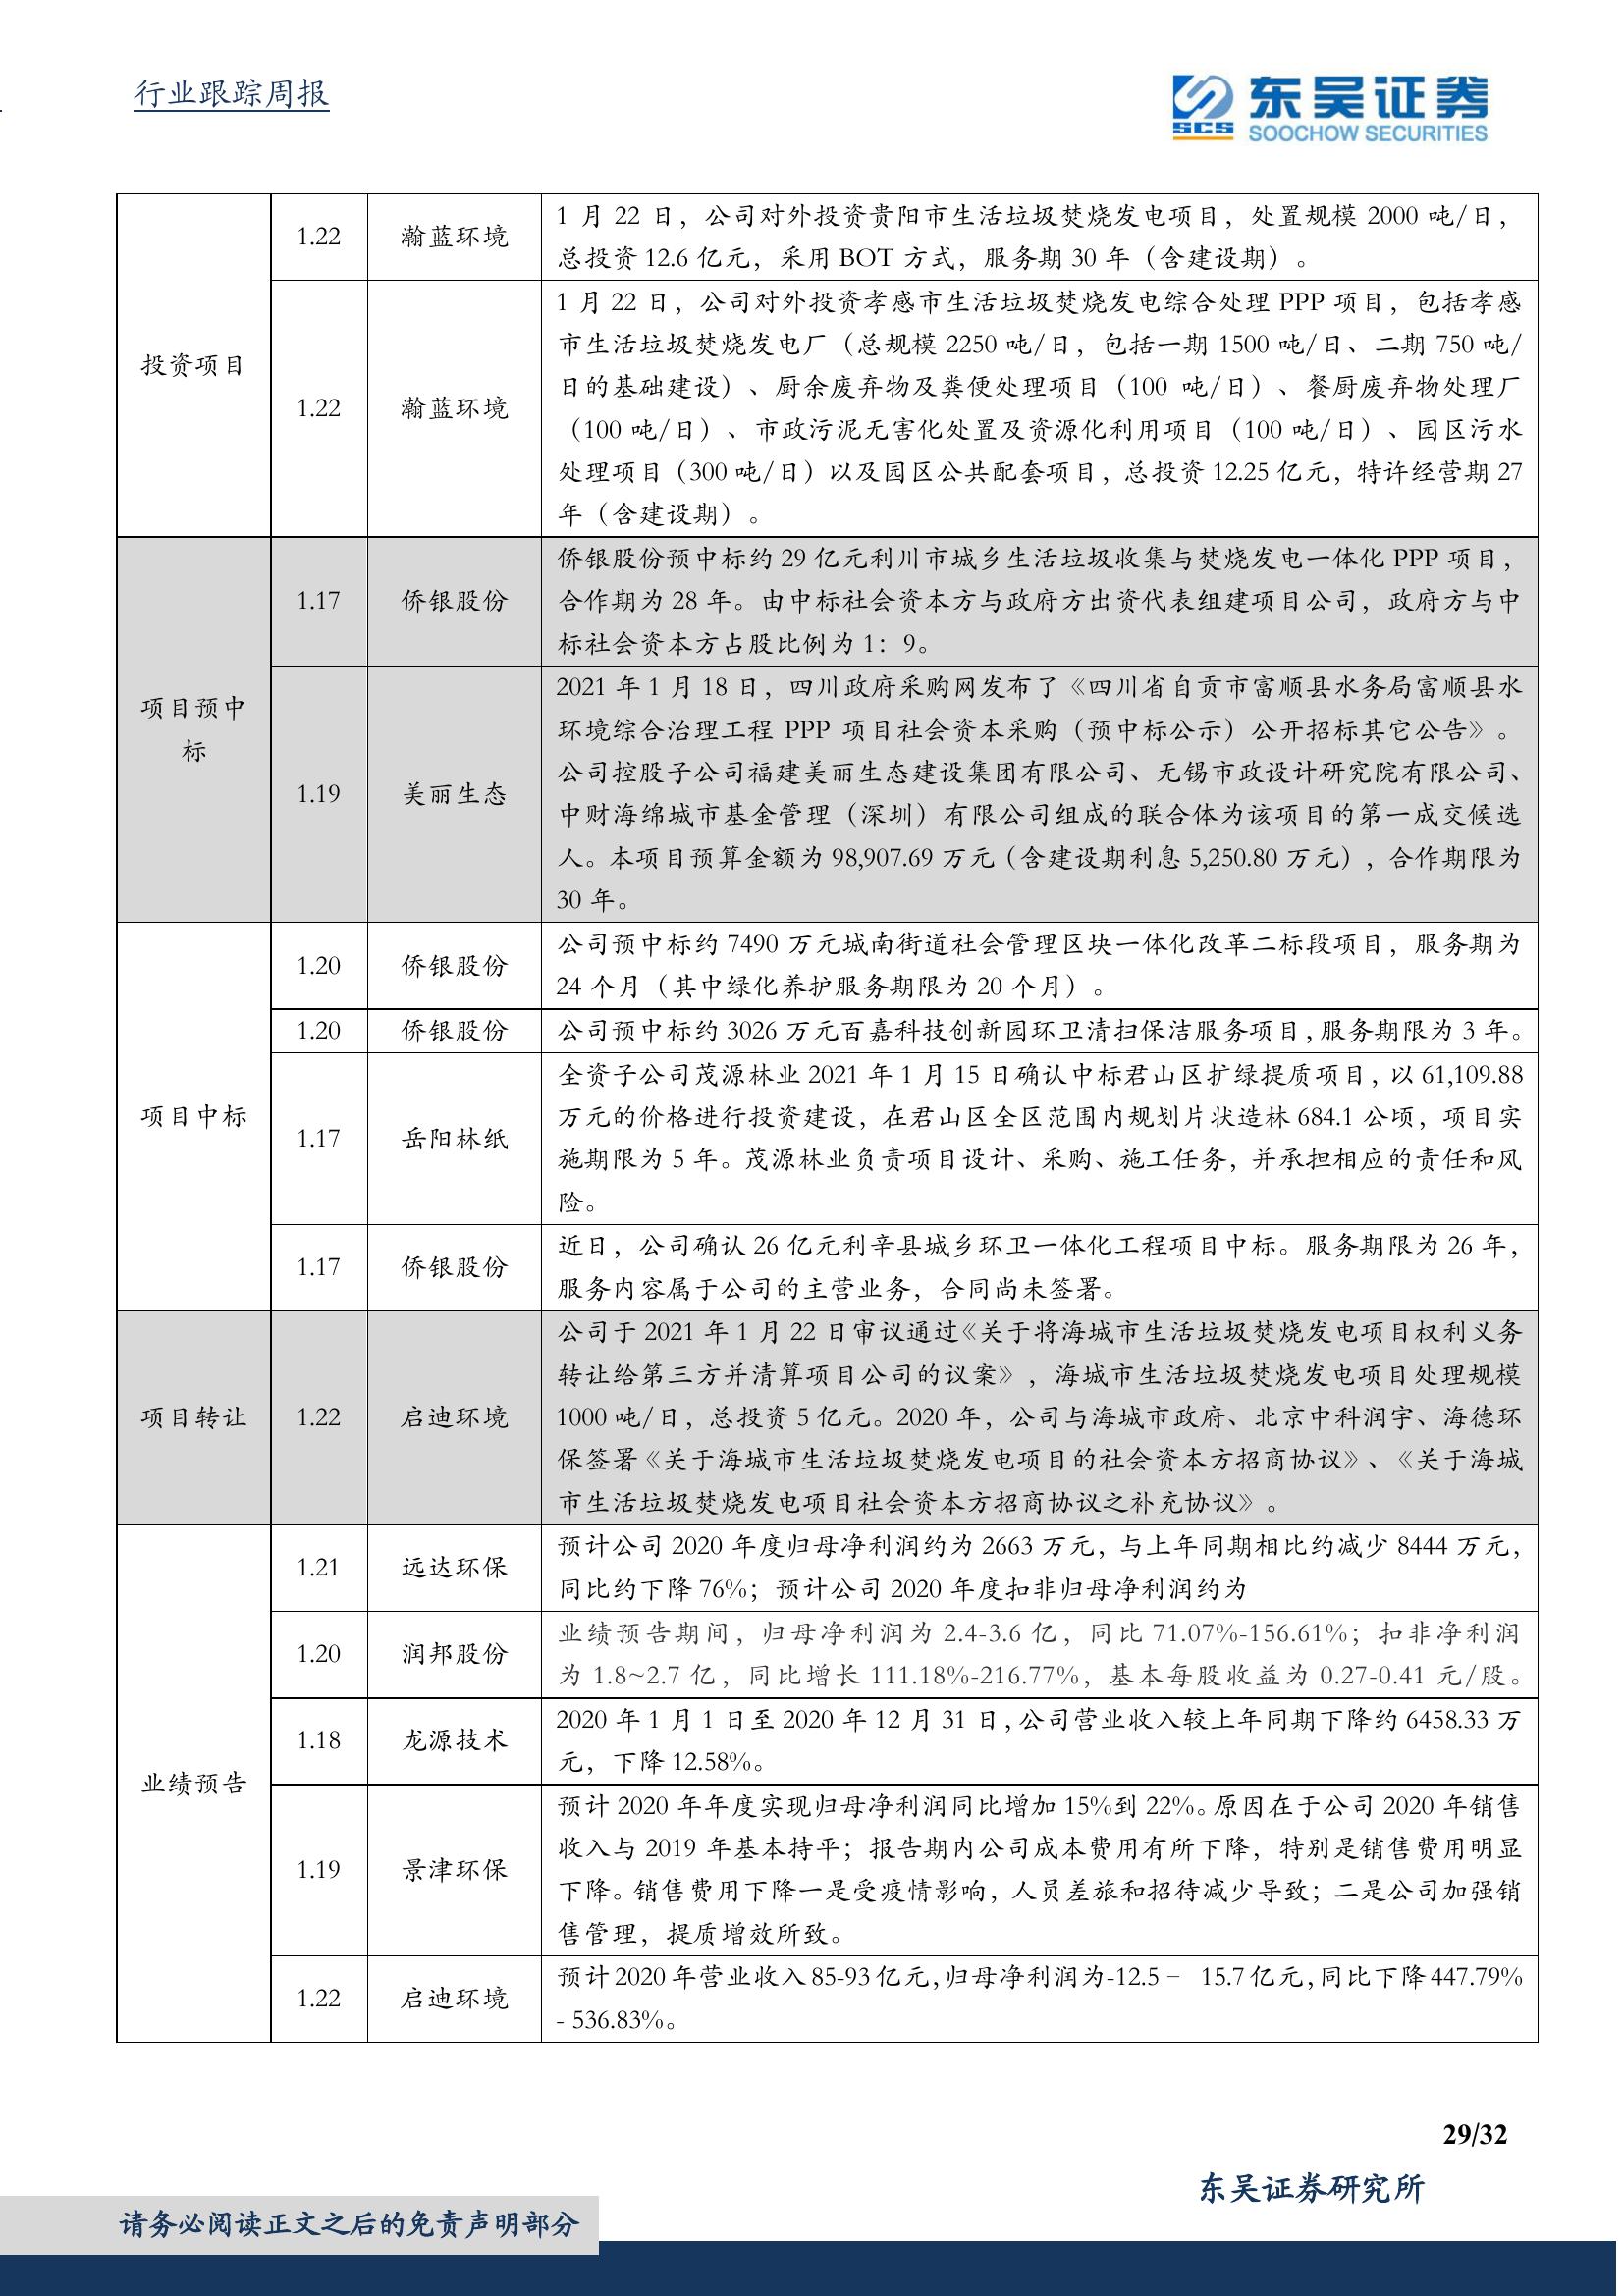 行业跟踪周报
SCS
东吴证券
SOOCHOW SECURITIES
投资项目
1.22
瀚蓝环境
1 月 22 日，公司对外投资贵阳市生活垃圾焚烧发电项目，处置规模 2000 吨/日，
总投资 12.6 亿元，采用 BOT 方式，服务期 30 年（含建设期）。
1.22
瀚蓝环境
1 月 22 日，公司对外投资孝感市生活垃圾焚烧发电综合处理 PPP 项目，包括孝感
市生活垃圾焚烧发电厂（总规模 2250 吨/日，包括一期 1500 吨/日、二期 750 吨/
日的基础建设）、厨余废弃物及粪便处理项目（100 吨/日）、餐厨废弃物处理厂
（100 吨/日）、市政污泥无害化处置及资源化利用项目（100 吨/日）、园区污水
处理项目（300 吨/日）以及园区公共配套项目，总投资 12.25 亿元，特许经营期 27
年（含建设期）。
项目预中
标
1.17
侨银股份
侨银股份预中标约 29 亿元利川市城乡生活垃圾收集与焚烧发电一体化 PPP 项目，
合作期为 28 年。由中标社会资本方与政府方出资代表组建项目公司，政府方与中
标社会资本方占股比例为 1：9。
1.19
美丽生态
2021 年 1 月 18 日，四川政府采购网发布了《四川省自贡市富顺县水务局富顺县水
环境综合治理工程 PPP 项目社会资本采购（预中标公示）公开招标其它公告》。
公司控股子公司福建美丽生态建设集团有限公司、无锡市政设计研究院有限公司、
中财海绵城市基金管理（深圳）有限公司组成的联合体为该项目的第一成交候选
人。本项目预算金额为 98,907.69 万元（含建设期利息 5,250.80 万元），合作期限为
30 年。
项目中标
1.20
侨银股份
公司预中标约 7490 万元城南街道社会管理区块一体化改革二标段项目，服务期为
24 个月（其中绿化养护服务期限为 20 个月）。
1.20
侨银股份
公司预中标约 3026 万元百嘉科技创新园环卫清扫保洁服务项目，服务期限为 3 年。
1.17
岳阳林纸
全资子公司茂源林业 2021 年 1 月 15 日确认中标君山区扩绿提质项目，以 61,109.88
万元的价格进行投资建设，在君山区全区范围内规划片状造林 684.1 公顷，项目实
施期限为 5 年。茂源林业负责项目设计、采购、施工任务，并承担相应的责任和风
险。
1.17
侨银股份
近日，公司确认 26 亿元利辛县城乡环卫一体化工程项目中标。服务期限为 26 年，
服务内容属于公司的主营业务，合同尚未签署。
项目转让
1.22
启迪环境
公司于 2021 年 1 月 22 日审议通过《关于将海城市生活垃圾焚烧发电项目权利义务
转让给第三方并清算项目公司的议案》，海城市生活垃圾焚烧发电项目处理规模
1000 吨/日，总投资 5 亿元。2020 年，公司与海城市政府、北京中科润宇、海德环
保签署《关于海城市生活垃圾焚烧发电项目的社会资本方招商协议》、《关于海城
市生活垃圾焚烧发电项目社会资本方招商协议之补充协议》。
业绩预告
1.21
远达环保
预计公司 2020 年度归母净利润约为 2663 万元，与上年同期相比约减少 8444 万元，
同比约下降 76%；预计公司 2020 年度扣非归母净利润约为
1.20
润邦股份
业绩预告期间，归母净利润为 2.4-3.6 亿，同比 71.07%-156.61%；扣非净利润
为 1.8~2.7 亿，同比增长 111.18%-216.77%，基本每股收益为 0.27-0.41 元/股。
1.18
龙源技术
2020 年 1 月 1 日至 2020 年 12 月 31 日，公司营业收入较上年同期下降约 6458.33 万
元，下降 12.58%。
1.19
景津环保
预计 2020 年年度实现归母净利润同比增加 15%到 22%。原因在于公司 2020 年销售
收入与 2019 年基本持平；报告期内公司成本费用有所下降，特别是销售费用明显
下降。销售费用下降一是受疫情影响，人员差旅和招待减少导致；二是公司加强销
售管理，提质增效所致。
1.22
启迪环境
预计 2020 年营业收入 85-93 亿元，归母净利润为-12.5– 15.7 亿元，同比下降 447.79%
- 536.83%。
29/32
东吴证券研究所
请务必阅读正文之后的免责声明部分